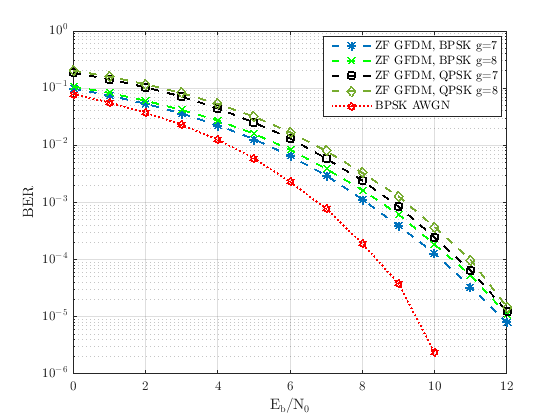 10^0
10^-1
10^-2
10^-3
10^-4
10^-5
10^-6
BER
ZF GFDM, BPSK g=7
ZF GFDM, BPSK g=8
ZF GFDM, QPSK g=7
ZF GFDM, QPSK g=8
BPSK AWGN
0 2 4 6 8 10 12
E_b/N_0